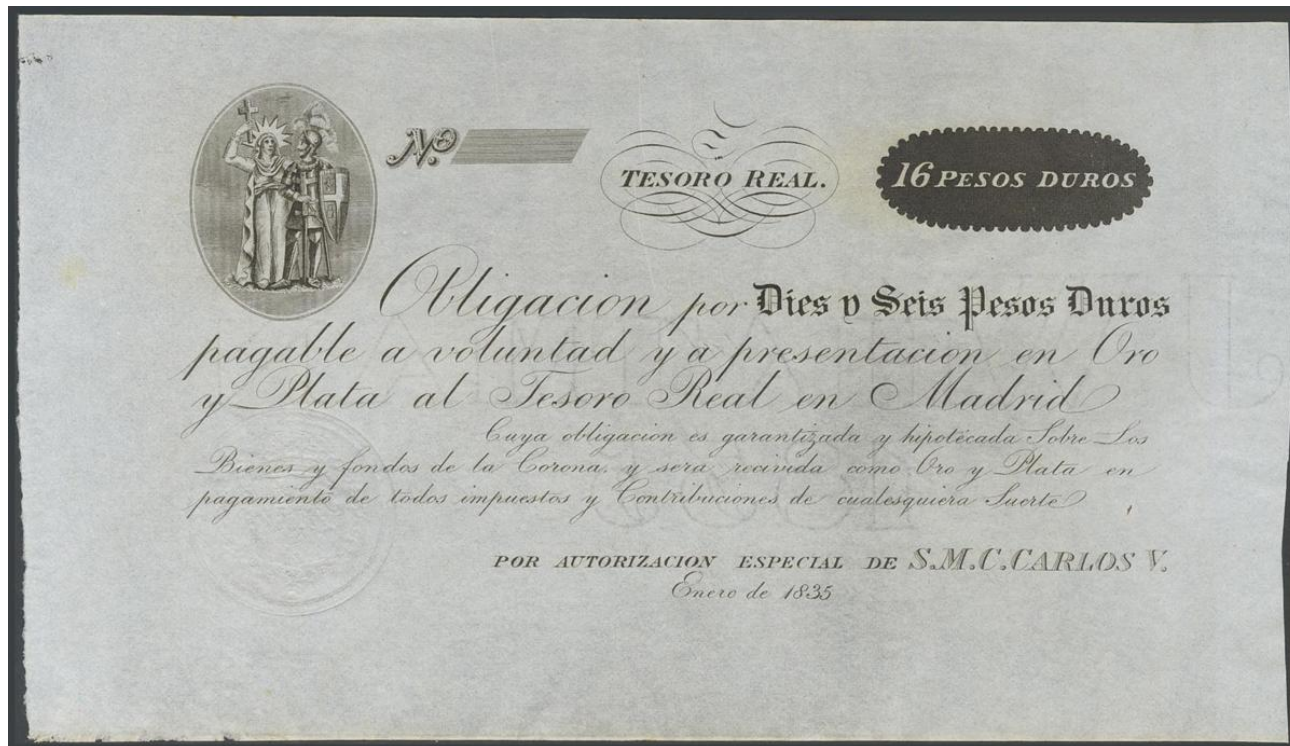 Nº
TESORO REAL.
16 PESOS DUROS
Obligacion por Dies y Seis Pesos Duros
pagable a voluntad y a presentacion en Oro
y Plata al Tesoro Real en Madrid
Cuya obligacion es garantizada y hipotecada Sobre Los
Bienes y fondos de la Corona, y sera recivida como Oro y Plata en
pagamiento de todos impuestos y Contribuciones de cualesquiera Suerte
POR AUTORIZACION ESPECIAL DE S.M.C. CARLOS V.
Enero de 1835